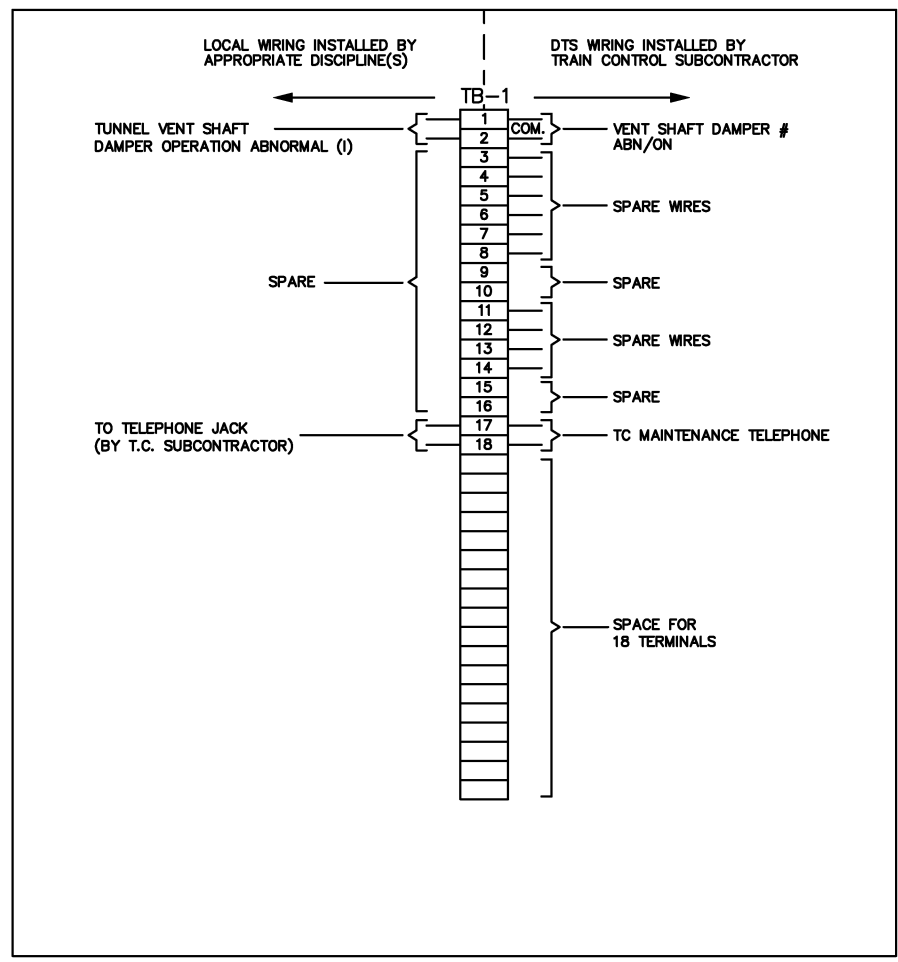 LOCAL WIRING INSTALLED BY
APPROPRIATE DISCIPLINE(S)
DTS WIRING INSTALLED BY
TRAIN CONTROL SUBCONTRACTOR
TB-1
TUNNEL VENT SHAFT
DAMPER OPERATION ABNORMAL (I)
1
2
COM.
VENT SHAFT DAMPER #
ABN/ON
3
4
5
6
7
8
SPARE WIRES
SPARE
9
10
SPARE
11
12
13
14
SPARE WIRES
15
16
SPARE
TO TELEPHONE JACK
(BY T.C. SUBCONTRACTOR)
17
18
TC MAINTENANCE TELEPHONE
SPACE FOR
18 TERMINALS